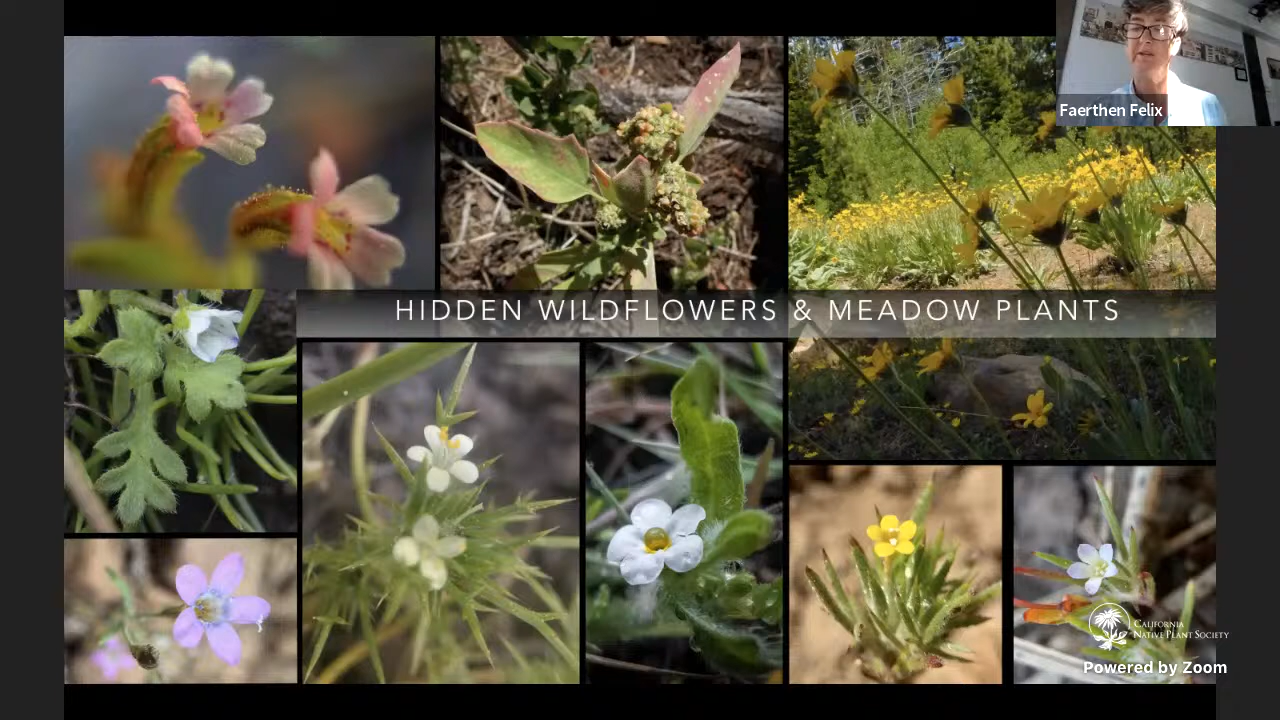 Faerthen Felix
HIDDEN WILDFLOWERS & MEADOW PLANTS
CALIFORNIA
NATIVE PLANT SOCIETY
Powered by Zoom